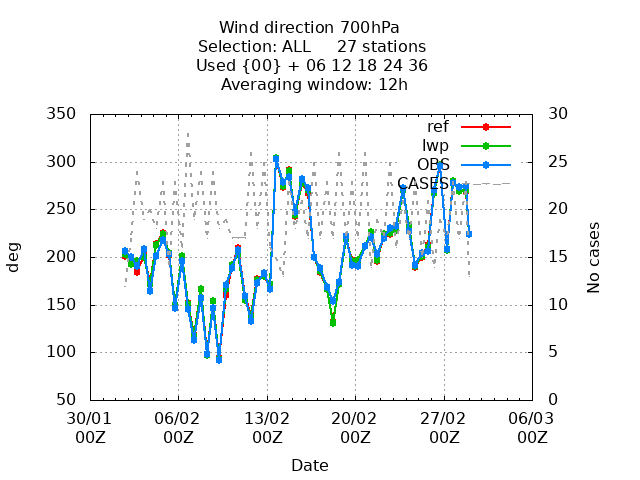 Wind direction 700hPa
Selection: ALL 27 stations
Used {00} + 06 12 18 24 36
Averaging window: 12h
350 30
ref
lwp
OBS
CASES
300 25
250 20
200 15
150 10
100 5
50 0
deg
No cases
30/01 06/02 13/02 20/02 27/02 06/03
00Z 00Z 00Z 00Z 00Z 00Z
Date